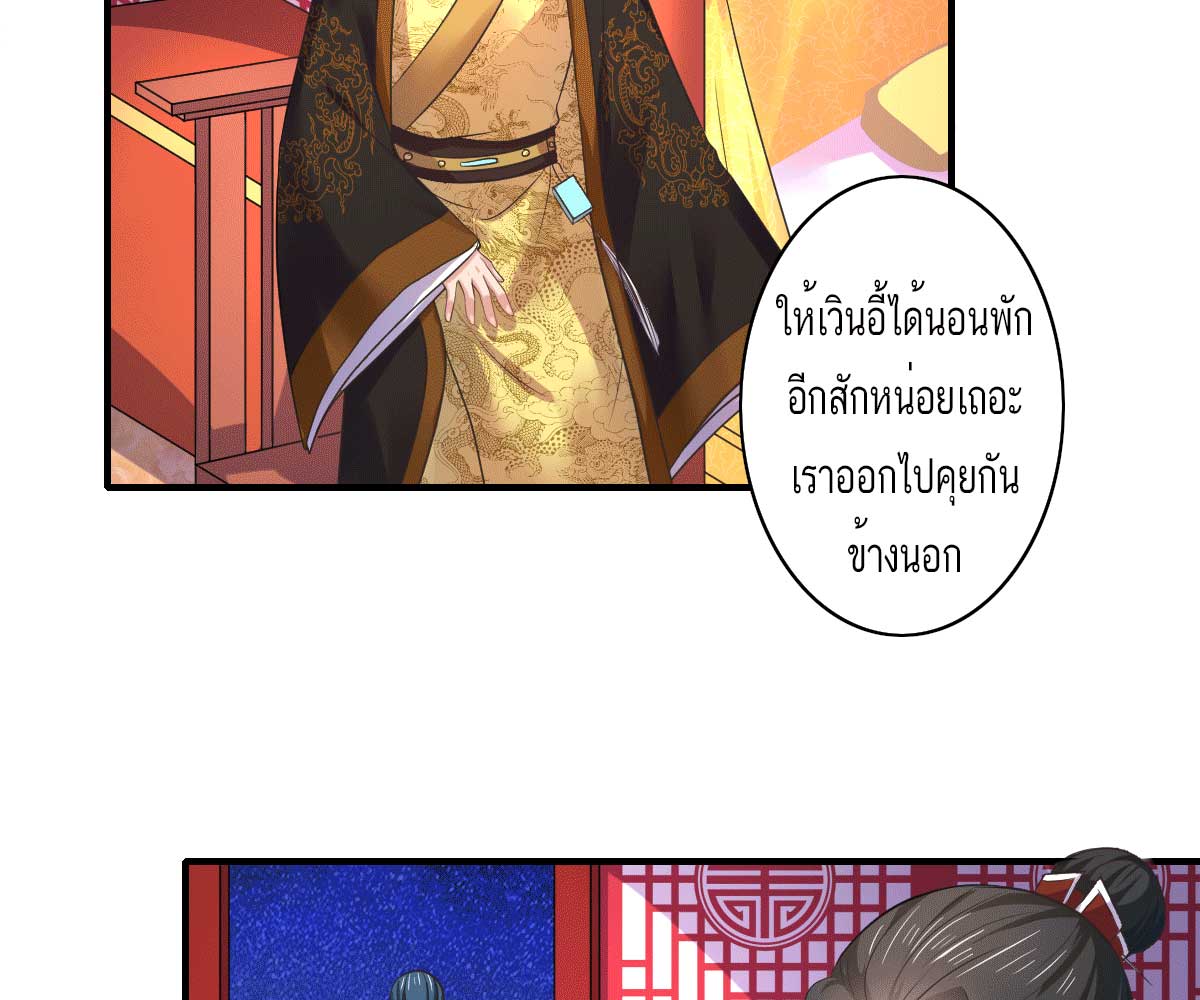 ให้เวินอี้ได้นอนพัก
อีกสักหน่อยเถอะ
เราออกไปคุยกัน
ข้างนอก